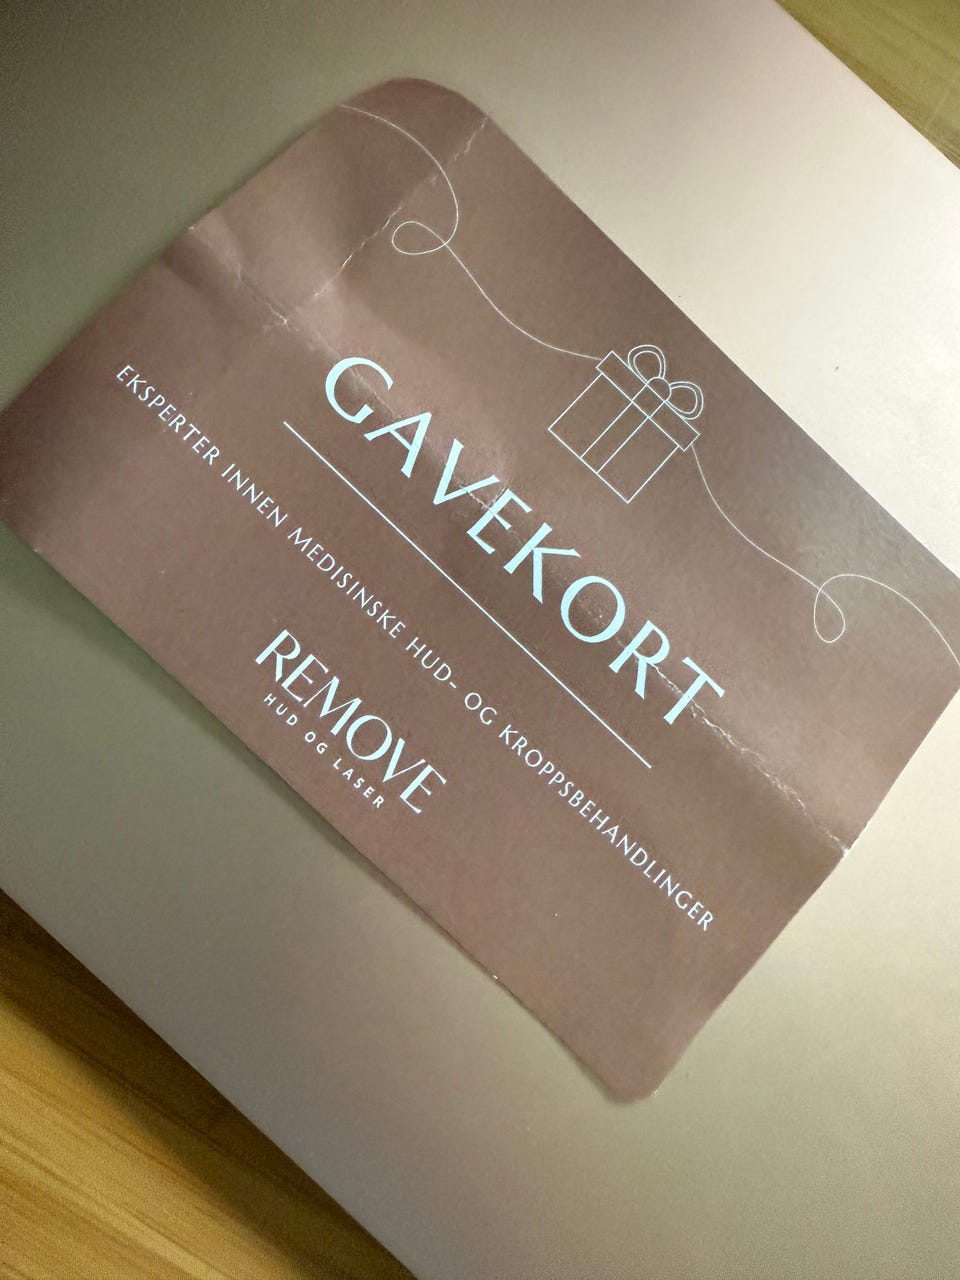 GAVEKORT
EKSPERTER INNEN MEDISINSKE HUD- OG KROPPSBEHANDLINGER
REMOVE
HUD OG LASER